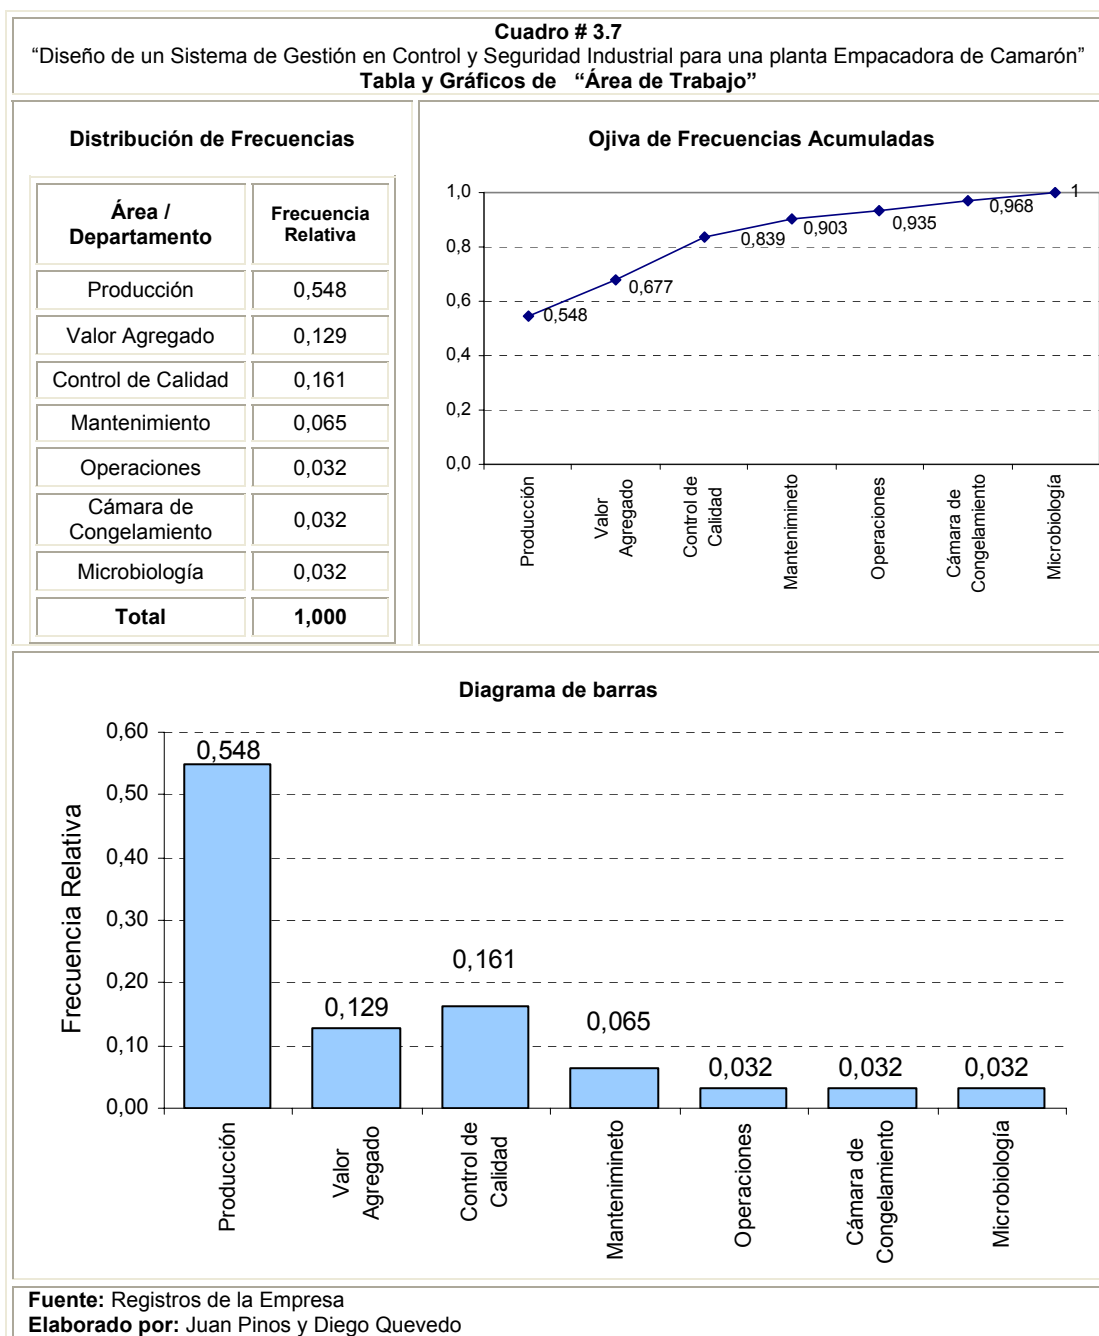 Cuadro # 3.7
“Diseño de un Sistema de Gestión en Control y Seguridad Industrial para una planta Empacadora de Camarón”
Tabla y Gráficos de “Área de Trabajo”
Distribución de Frecuencias
Área / Departamento Frecuencia Relativa
Producción 0,548
Valor Agregado 0,129
Control de Calidad 0,161
Mantenimiento 0,065
Operaciones 0,032
Cámara de Congelamiento 0,032
Microbiología 0,032
Total 1,000
Ojiva de Frecuencias Acumuladas
1,0
0,8
0,6
0,4
0,2
0,0
0,548
0,677
0,839
0,903
0,935
0,968
1
Producción
Valor
Agregado
Control de
Calidad
Mantenimineto
Operaciones
Cámara de
Congelamiento
Microbiología
Diagrama de barras
Frecuencia Relativa
0,60
0,50
0,40
0,30
0,20
0,10
0,00
0,548
0,129
0,161
0,065
0,032
0,032
0,032
Producción
Valor
Agregado
Control de
Calidad
Mantenimineto
Operaciones
Cámara de
Congelamiento
Microbiología
Fuente: Registros de la Empresa
Elaborado por: Juan Pinos y Diego Quevedo